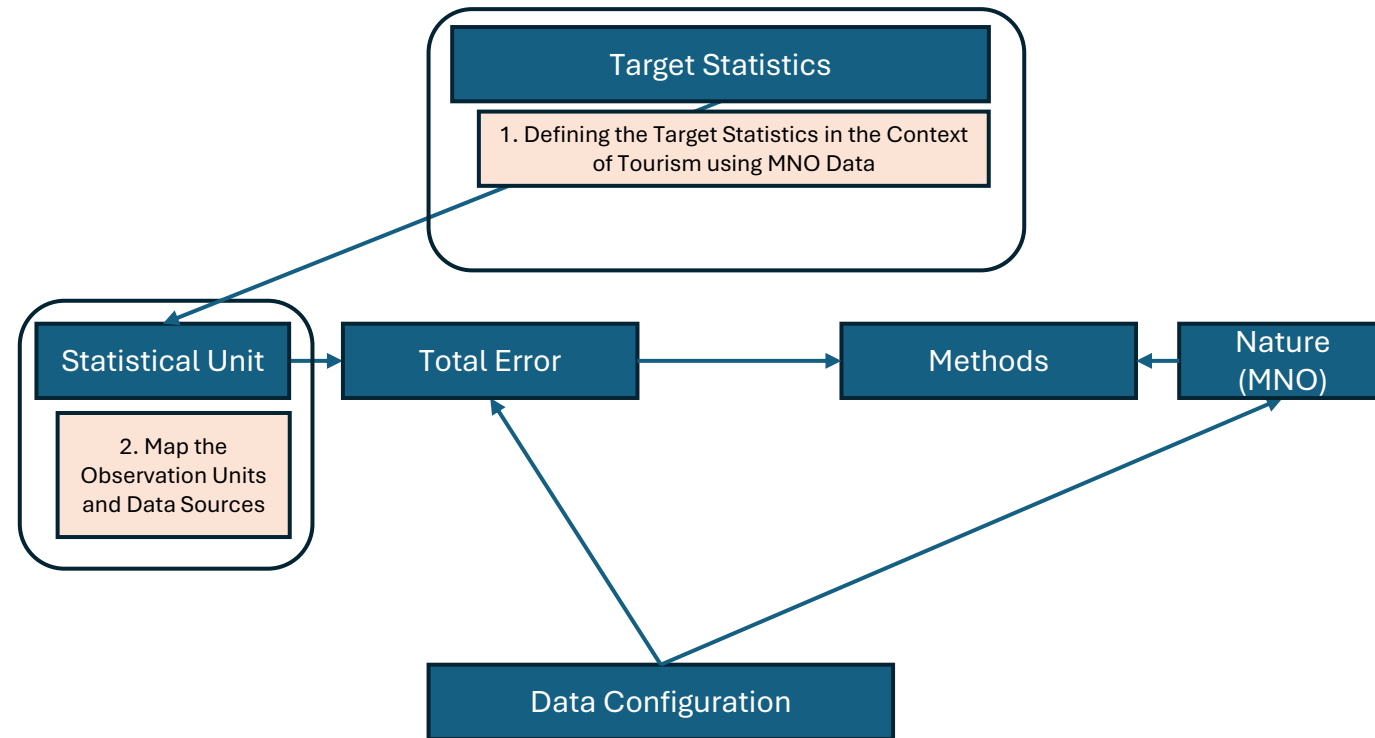 Target Statistics
1. Defining the Target Statistics in the Context
of Tourism using MNO Data
Statistical Unit
Total Error
Methods
Nature
(MNO)
2. Map the
Observation Units
and Data Sources
Data Configuration